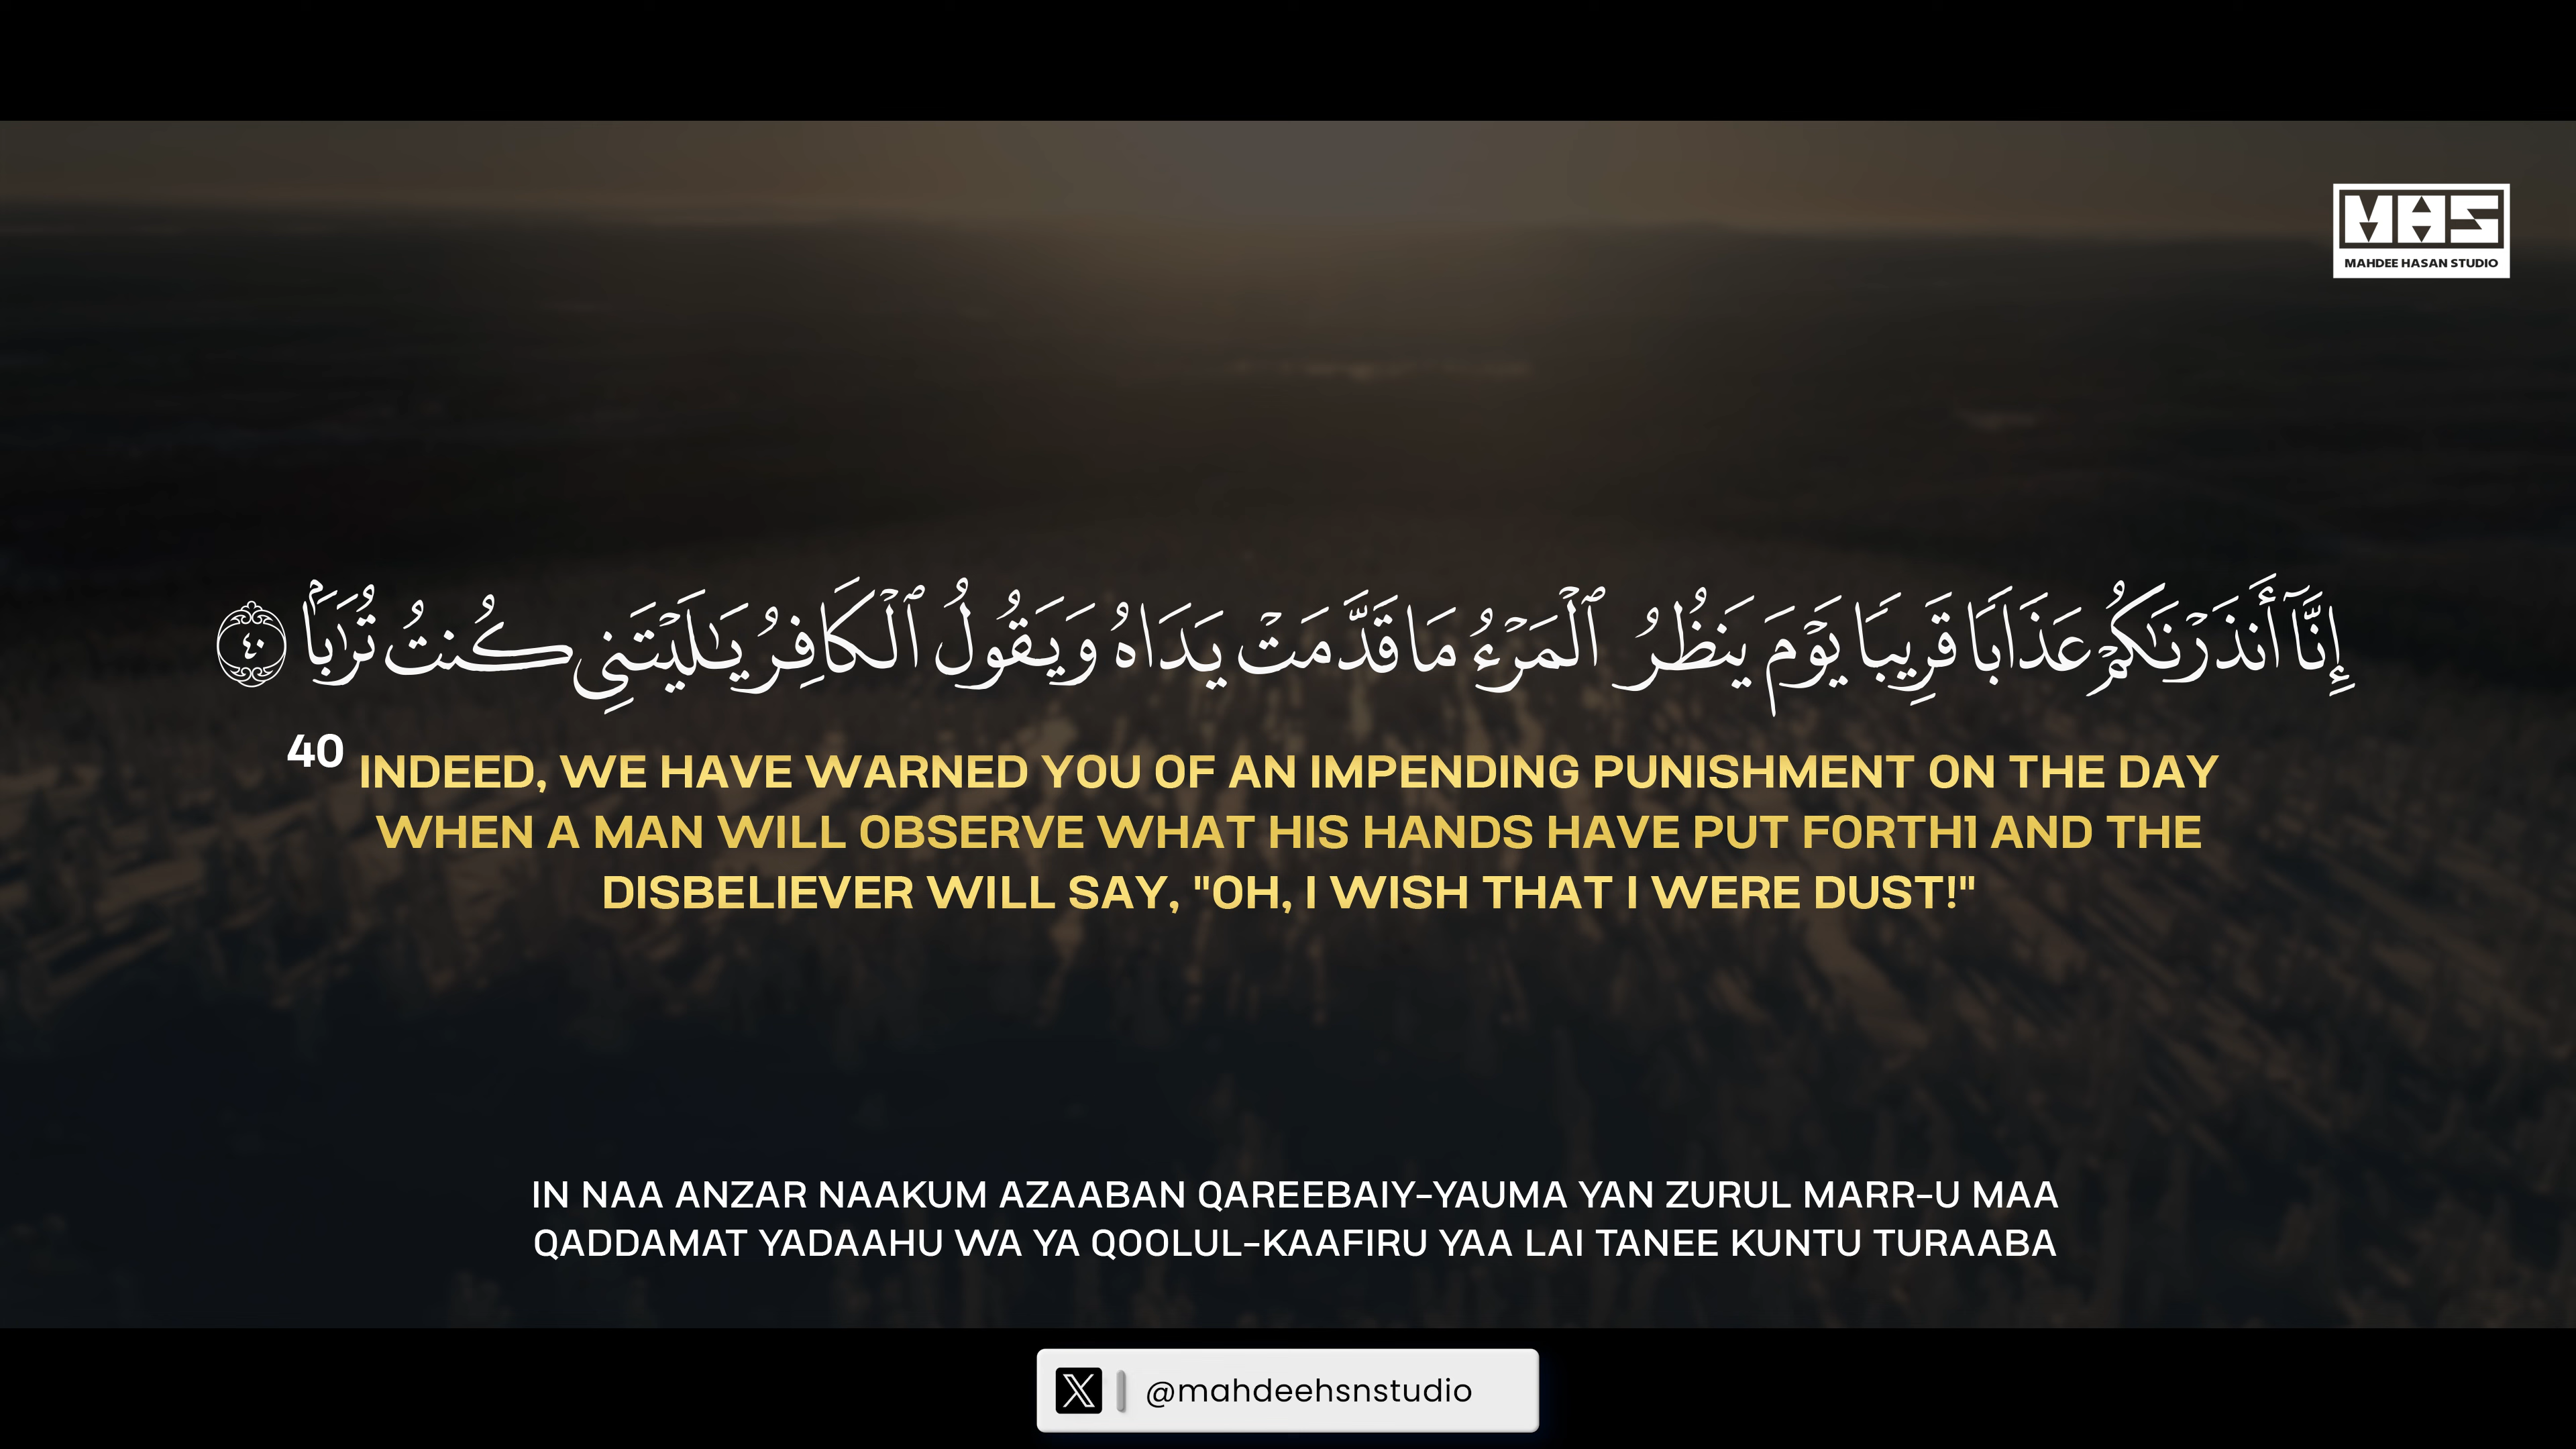 MHS
MAHDEE HASAN STUDIO
إِنَّآ أَنذَرْنَٰكُمْ عَذَابًا قَرِيبًا يَوْمَ يَنظُرُ ٱلْمَرْءُ مَا قَدَّمَتْ يَدَاهُ وَيَقُولُ ٱلْكَافِرُ يَٰلَيْتَنِى كُنتُ تُرَٰبًۢا ٤٠
40 INDEED, WE HAVE WARNED YOU OF AN IMPENDING PUNISHMENT ON THE DAY
WHEN A MAN WILL OBSERVE WHAT HIS HANDS HAVE PUT FORTH1 AND THE
DISBELIEVER WILL SAY, "OH, I WISH THAT I WERE DUST!"
IN NAA ANZAR NAAKUM AZAABAN QAREEBAIY-YAUMA YAN ZURUL MARR-U MAA
QADDAMAT YADAAHU WA YA QOOLUL-KAAFIRU YAA LAI TANEE KUNTU TURAABA
X | @mahdeehsnstudio